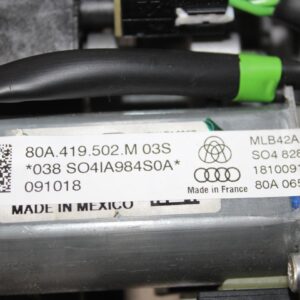 80A.419.502.M 03S
*038 SO4IA984S0A*
091018
MLB42A
SO4 828
1810091
Made in France
80A 065
MADE IN MEXICO